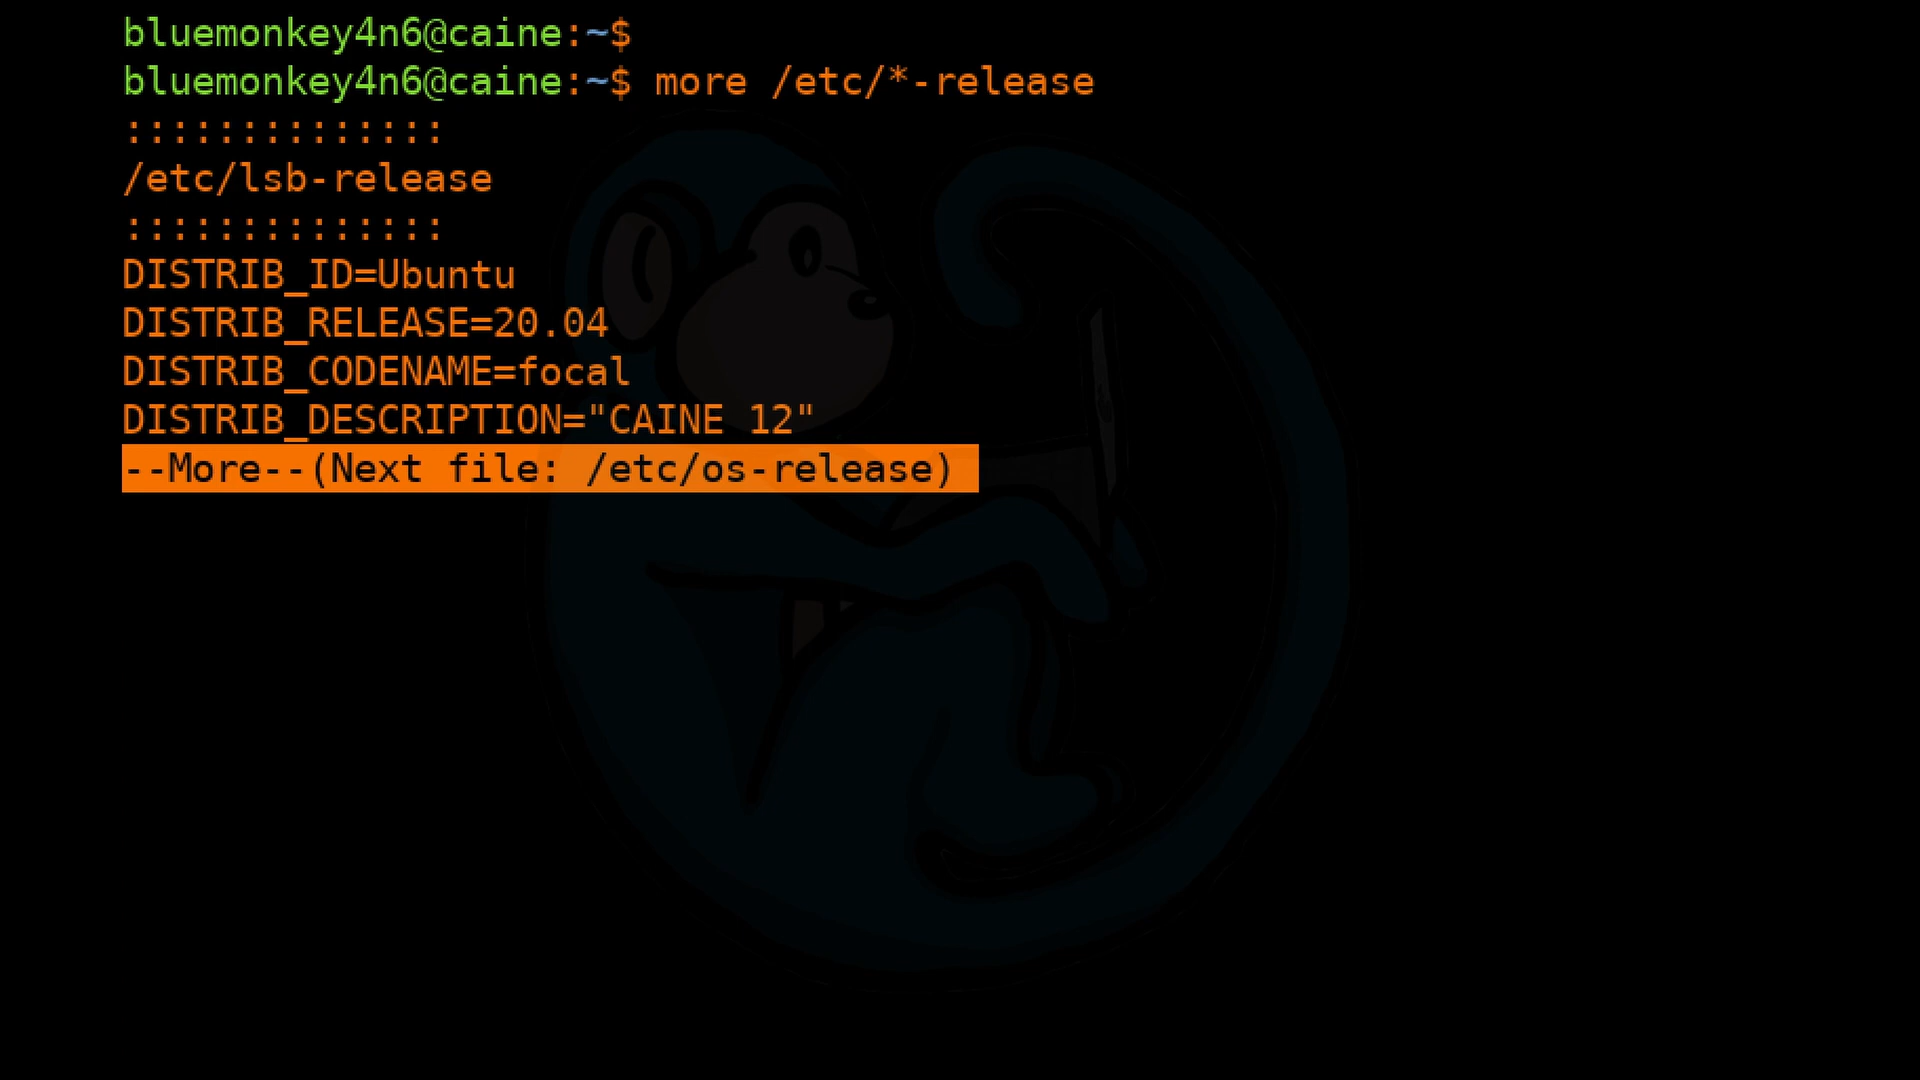 bluemonkey4n6@caine:~$
bluemonkey4n6@caine:~$ more /etc/*-release
::::::::::::::
/etc/lsb-release
::::::::::::::
DISTRIB_ID=Ubuntu
DISTRIB_RELEASE=20.04
DISTRIB_CODENAME=focal
DISTRIB_DESCRIPTION="CAINE 12"
--More--(Next file: /etc/os-release)